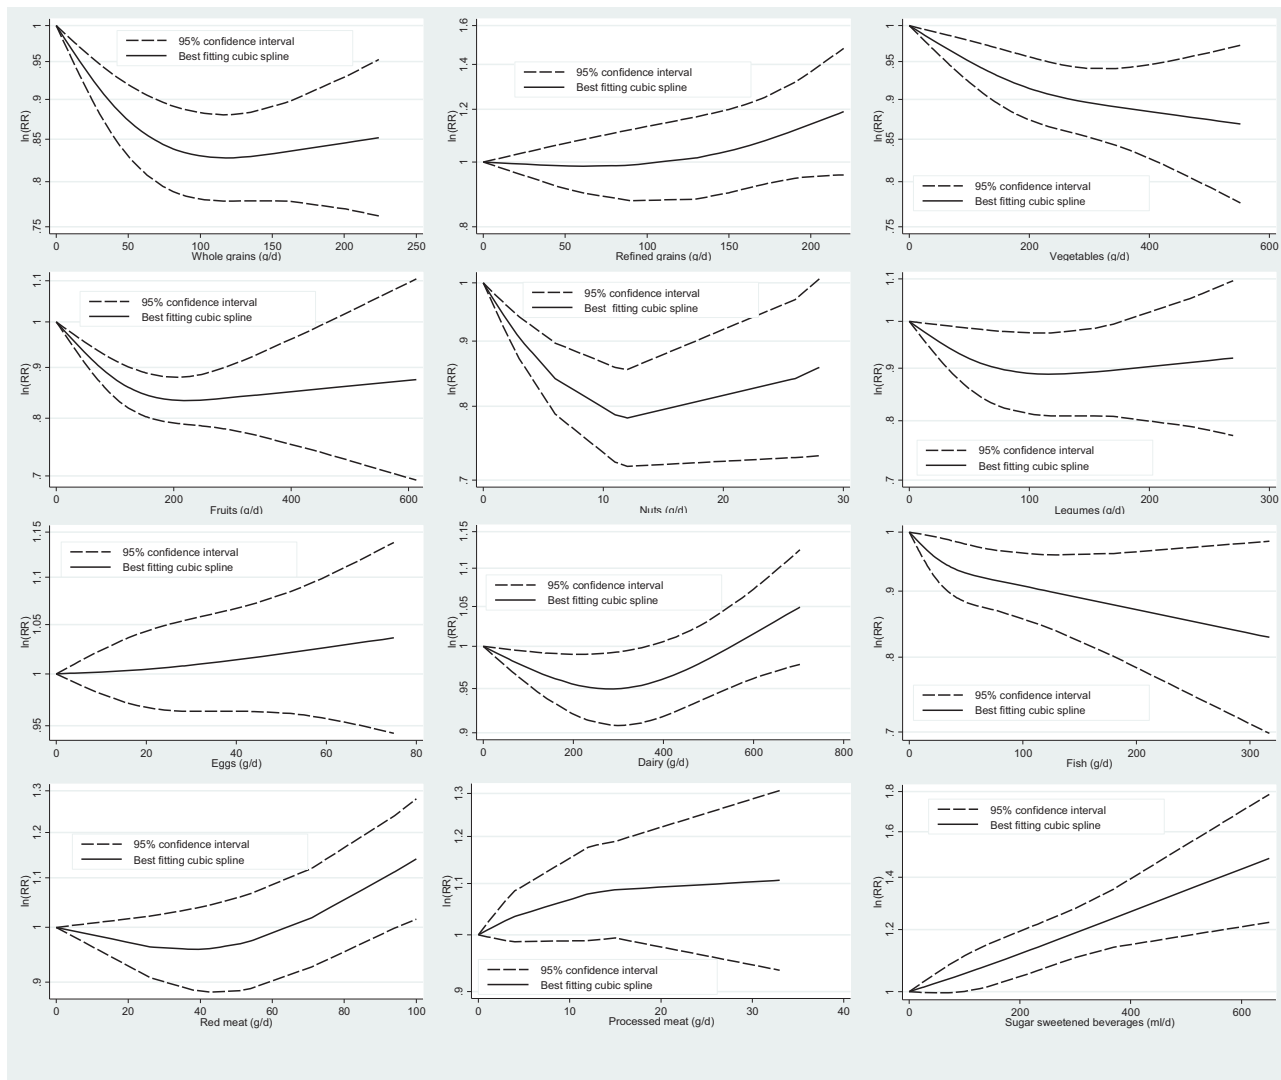 1
.95
.9
.85
.8
.75
ln(RR)
95% confidence interval
Best fitting cubic spline
0 50 100 150 200 250
Whole grains (g/d)
1.6
1.4
1.2
1
.8
ln(RR)
95% confidence interval
Best fitting cubic spline
0 50 100 150 200
Refined grains (g/d)
1
.95
.9
.85
.8
.75
ln(RR)
95% confidence interval
Best fitting cubic spline
0 200 400 600
Vegetables (g/d)
1.1
1
.9
.8
.7
ln(RR)
95% confidence interval
Best fitting cubic spline
0 200 400 600
Fruits (g/d)
1
.9
.8
.7
ln(RR)
95% confidence interval
Best fitting cubic spline
0 10 20 30
Nuts (g/d)
1.1
1
.9
.8
.7
ln(RR)
95% confidence interval
Best fitting cubic spline
0 100 200 300
Legumes (g/d)
1.15
1.1
1.05
1
.95
ln(RR)
95% confidence interval
Best fitting cubic spline
0 20 40 60 80
Eggs (g/d)
1.15
1.1
1.05
1
.95
.9
ln(RR)
95% confidence interval
Best fitting cubic spline
0 200 400 600 800
Dairy (g/d)
1
.9
.8
.7
ln(RR)
95% confidence interval
Best fitting cubic spline
0 100 200 300
Fish (g/d)
1.3
1.2
1.1
1
.9
ln(RR)
95% confidence interval
Best fitting cubic spline
0 20 40 60 80 100
Red meat (g/d)
1.3
1.2
1.1
1
.9
ln(RR)
95% confidence interval
Best fitting cubic spline
0 10 20 30 40
Processed meat (g/d)
1.8
1.6
1.4
1.2
1
ln(RR)
95% confidence interval
Best fitting cubic spline
0 200 400 600
Sugar sweetened beverages (ml/d)